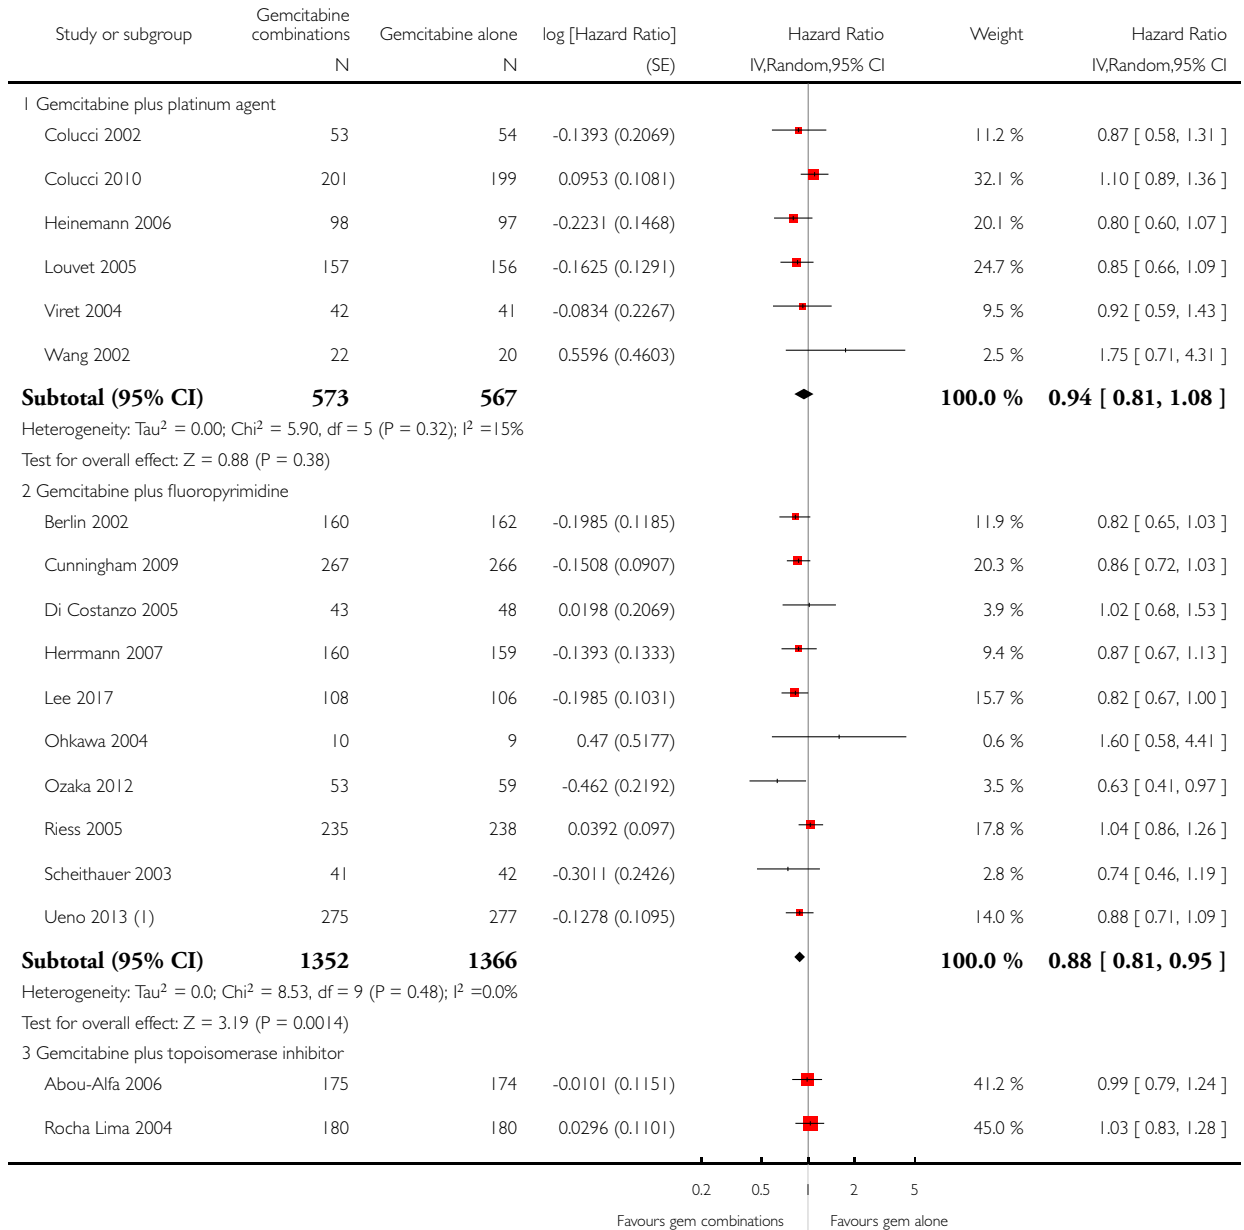 Study or subgroup Gemcitabine combinations Gemcitabine alone log [Hazard Ratio] Hazard Ratio Weight Hazard Ratio
N N (SE) IV,Random,95% CI IV,Random,95% CI
1 Gemcitabine plus platinum agent
Colucci 2002 53 54 -0.1393 (0.2069) 11.2 % 0.87 [ 0.58, 1.31 ]
Colucci 2010 201 199 0.0953 (0.1081) 32.1 % 1.10 [ 0.89, 1.36 ]
Heinemann 2006 98 97 -0.2231 (0.1468) 20.1 % 0.80 [ 0.60, 1.07 ]
Louvet 2005 157 156 -0.1625 (0.1291) 24.7 % 0.85 [ 0.66, 1.09 ]
Viret 2004 42 41 -0.0834 (0.2267) 9.5 % 0.92 [ 0.59, 1.43 ]
Wang 2002 22 20 0.5596 (0.4603) 2.5 % 1.75 [ 0.71, 4.31 ]
Subtotal (95% CI) 573 567 100.0 % 0.94 [ 0.81, 1.08 ]
Heterogeneity: Tau² = 0.00; Chi² = 5.90, df = 5 (P = 0.32); I² =15%
Test for overall effect: Z = 0.88 (P = 0.38)
2 Gemcitabine plus fluoropyrimidine
Berlin 2002 160 162 -0.1985 (0.1185) 11.9 % 0.82 [ 0.65, 1.03 ]
Cunningham 2009 267 266 -0.1508 (0.0907) 20.3 % 0.86 [ 0.72, 1.03 ]
Di Costanzo 2005 43 48 0.0198 (0.2069) 3.9 % 1.02 [ 0.68, 1.53 ]
Herrmann 2007 160 159 -0.1393 (0.1333) 9.4 % 0.87 [ 0.67, 1.13 ]
Lee 2017 108 106 -0.1985 (0.1031) 15.7 % 0.82 [ 0.67, 1.00 ]
Ohkawa 2004 10 9 0.47 (0.5177) 0.6 % 1.60 [ 0.58, 4.41 ]
Ozaka 2012 53 59 -0.462 (0.2192) 3.5 % 0.63 [ 0.41, 0.97 ]
Riess 2005 235 238 0.0392 (0.097) 17.8 % 1.04 [ 0.86, 1.26 ]
Scheithauer 2003 41 42 -0.3011 (0.2426) 2.8 % 0.74 [ 0.46, 1.19 ]
Ueno 2013 (1) 275 277 -0.1278 (0.1095) 14.0 % 0.88 [ 0.71, 1.09 ]
Subtotal (95% CI) 1352 1366 100.0 % 0.88 [ 0.81, 0.95 ]
Heterogeneity: Tau² = 0.0; Chi² = 8.53, df = 9 (P = 0.48); I² =0.0%
Test for overall effect: Z = 3.19 (P = 0.0014)
3 Gemcitabine plus topoisomerase inhibitor
Abou-Alfa 2006 175 174 -0.0101 (0.1151) 41.2 % 0.99 [ 0.79, 1.24 ]
Rocha Lima 2004 180 180 0.0296 (0.1101) 45.0 % 1.03 [ 0.83, 1.28 ]
0.2 0.5 1 2 5
Favours gem combinations Favours gem alone